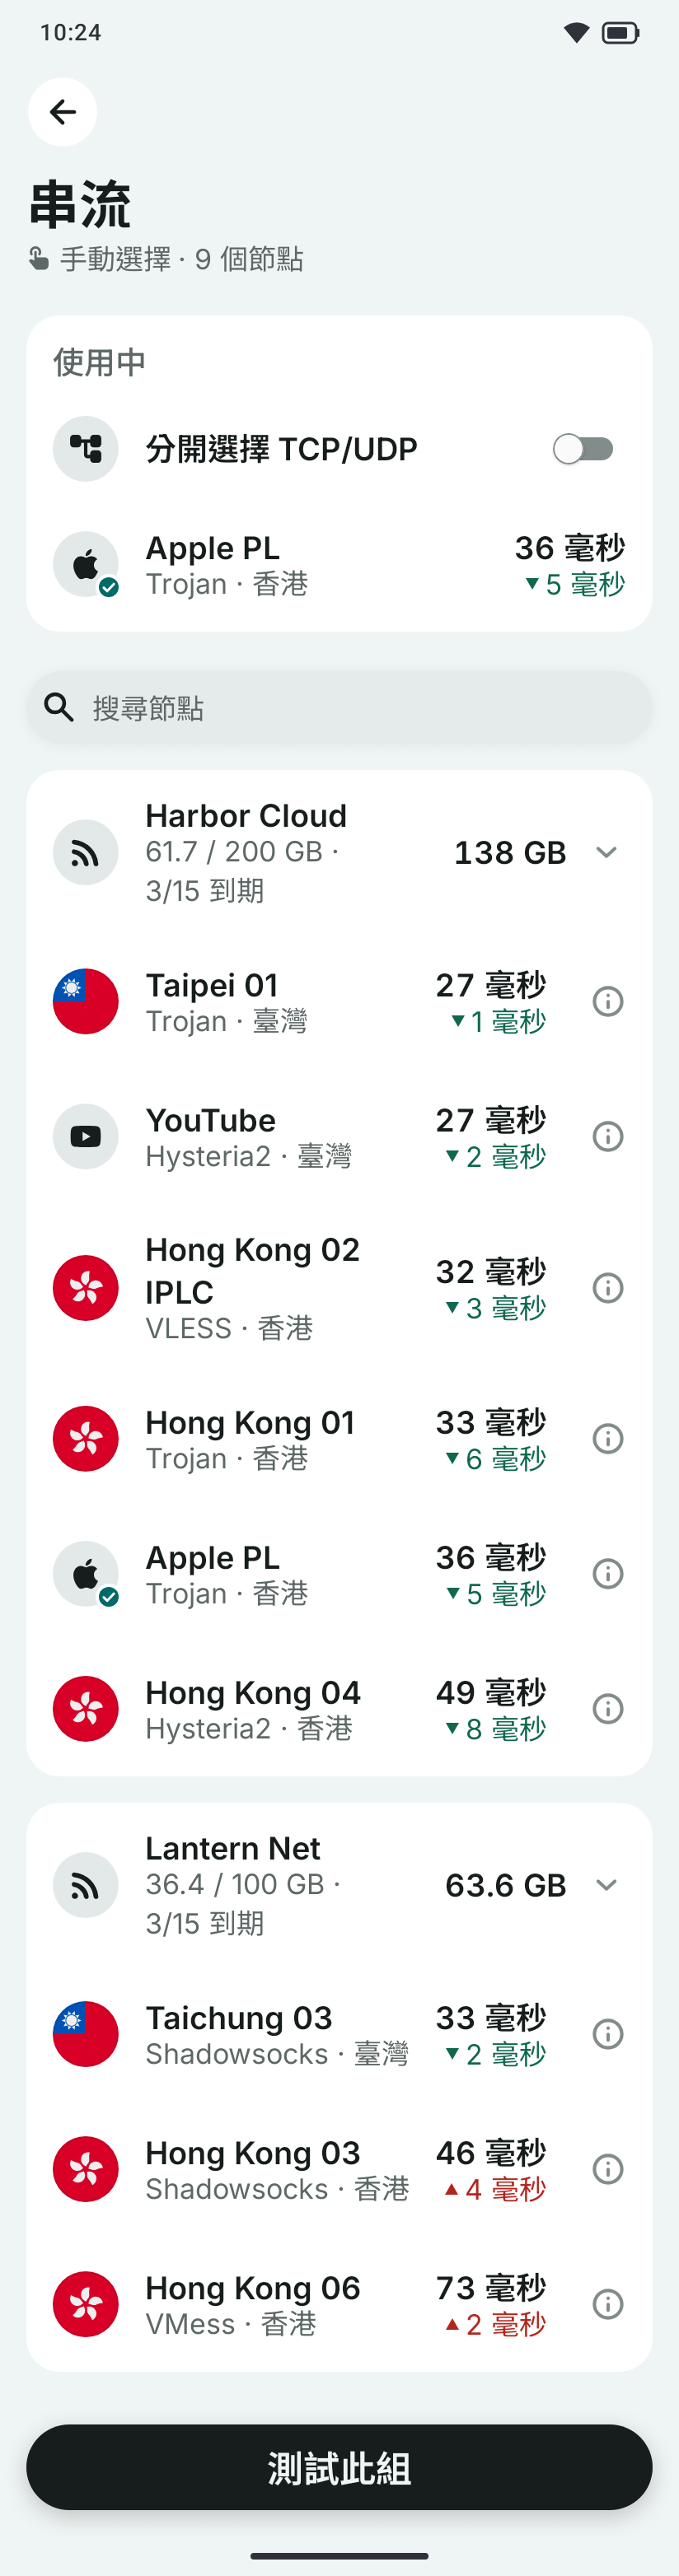 10:24
串流
手動選擇 · 9 個節點
使用中
分開選擇 TCP/UDP
Apple PL
36 毫秒
Trojan · 香港
▼5 毫秒
搜尋節點
Harbor Cloud
61.7 / 200 GB ·
3/15 到期
138 GB
Taipei 01
27 毫秒
Trojan · 臺灣
▼1 毫秒
YouTube
27 毫秒
Hysteria2 · 臺灣
▼2 毫秒
Hong Kong 02
IPLC
32 毫秒
VLESS · 香港
▼3 毫秒
Hong Kong 01
33 毫秒
Trojan · 香港
▼6 毫秒
Apple PL
36 毫秒
Trojan · 香港
▼5 毫秒
Hong Kong 04
49 毫秒
Hysteria2 · 香港
▼8 毫秒
Lantern Net
36.4 / 100 GB ·
3/15 到期
63.6 GB
Taichung 03
33 毫秒
Shadowsocks · 臺灣
▼2 毫秒
Hong Kong 03
46 毫秒
Shadowsocks · 香港
▲4 毫秒
Hong Kong 06
73 毫秒
VMess · 香港
▲2 毫秒
測試此組